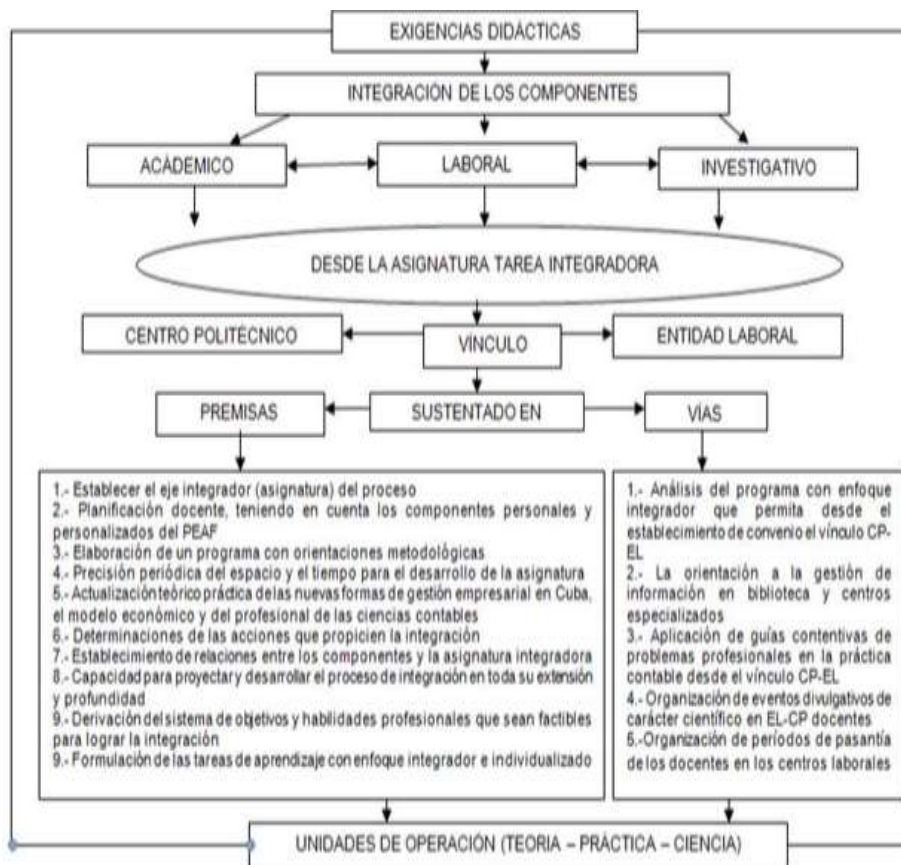 EXIGENCIAS DIDÁCTICAS
INTEGRACIÓN DE LOS COMPONENTES
ACÁDEMICO
LABORAL
INVESTIGATIVO
DESDE LA ASIGNATURA TAREA INTEGRADORA
CENTRO POLITÉCNICO
VÍNCULO
ENTIDAD LABORAL
PREMISAS
SUSTENTADO EN
VÍAS
1.- Establecer el eje integrador (asignatura) del proceso
2.- Planificación docente, teniendo en cuenta los componentes personales y
personalizados del PEAF
3.- Elaboración de un programa con orientaciones metodológicas
4.- Precisión periódica del espacio y el tiempo para el desarrollo de la asignatura
5.- Actualización teórico práctica de las nuevas formas de gestión empresarial en Cuba,
el modelo económico y del profesional de las ciencias contables
6.- Determinaciones de las acciones que propicien la integración
7.- Establecimiento de relaciones entre los componentes y la asignatura integradora
8.- Capacidad para proyectar y desarrollar el proceso de integración en toda su extensión
y profundidad
9.- Derivación del sistema de objetivos y habilidades profesionales que sean factibles
para lograr la integración
9.- Formulación de las tareas de aprendizaje con enfoque integrador e individualizado
1.- Análisis del programa con enfoque
integrador que permita desde el
establecimiento de convenio el vínculo CP-
EL
2.- La orientación a la gestión de
información en biblioteca y centros
especializados
3.- Aplicación de guías contentivas de
problemas profesionales en la práctica
contable desde el vínculo CP-EL
4.- Organización de eventos divulgativos de
carácter científico en EL-CP docentes
5.-Organización de períodos de pasantía
de los docentes en los centros laborales
UNIDADES DE OPERACIÓN (TEORIA – PRÁCTICA – CIENCIA)